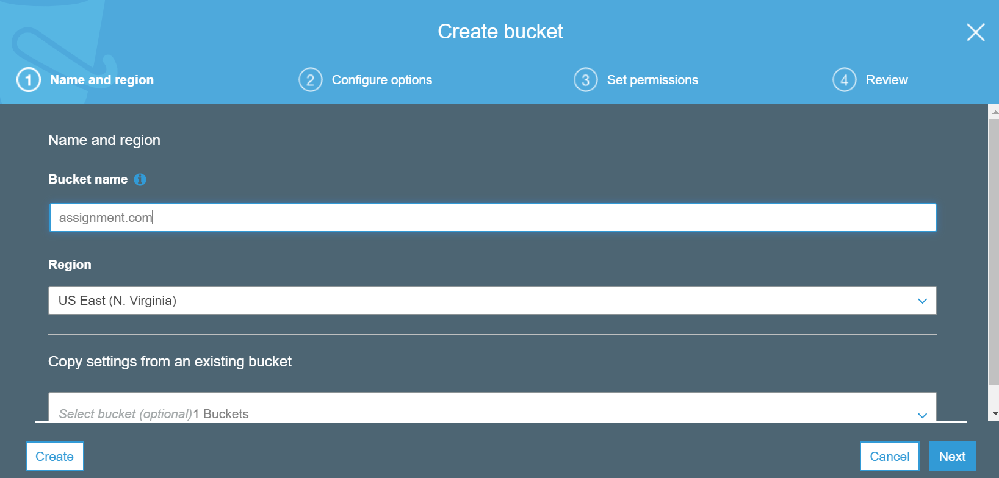 Create bucket
1 Name and region
2 Configure options
3 Set permissions
4 Review
Name and region
Bucket name
assignment.com
Region
US East (N. Virginia)
Copy settings from an existing bucket
Select bucket (optional)1 Buckets
Create
Cancel
Next